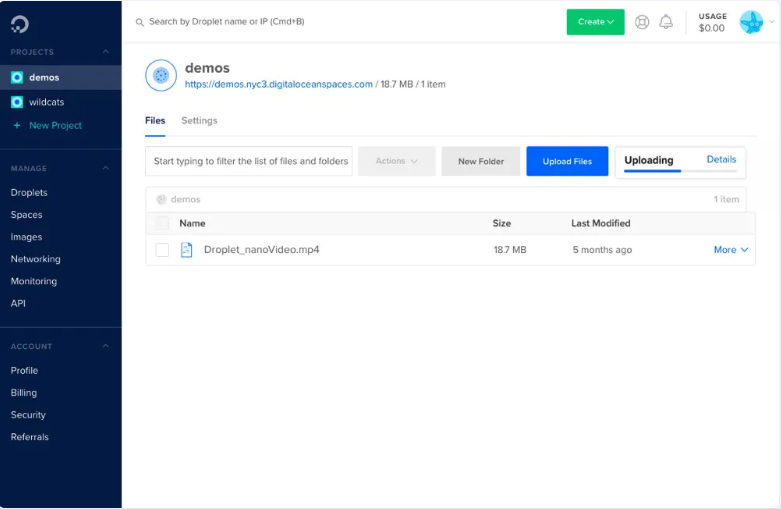 Search by Droplet name or IP (Cmd+B)
Create
USAGE
$0.00
PROJECTS
demos
wildcats
+ New Project
MANAGE
Droplets
Spaces
Images
Networking
Monitoring
API
ACCOUNT
Profile
Billing
Security
Referrals
demos
https://demos.nyc3.digitaloceanspaces.com / 18.7 MB / 1 item
Files Settings
Start typing to filter the list of files and folders Actions New Folder Upload Files Uploading Details
demos 1 item
Name Size Last Modified
Droplet_nanoVideo.mp4 18.7 MB 5 months ago More